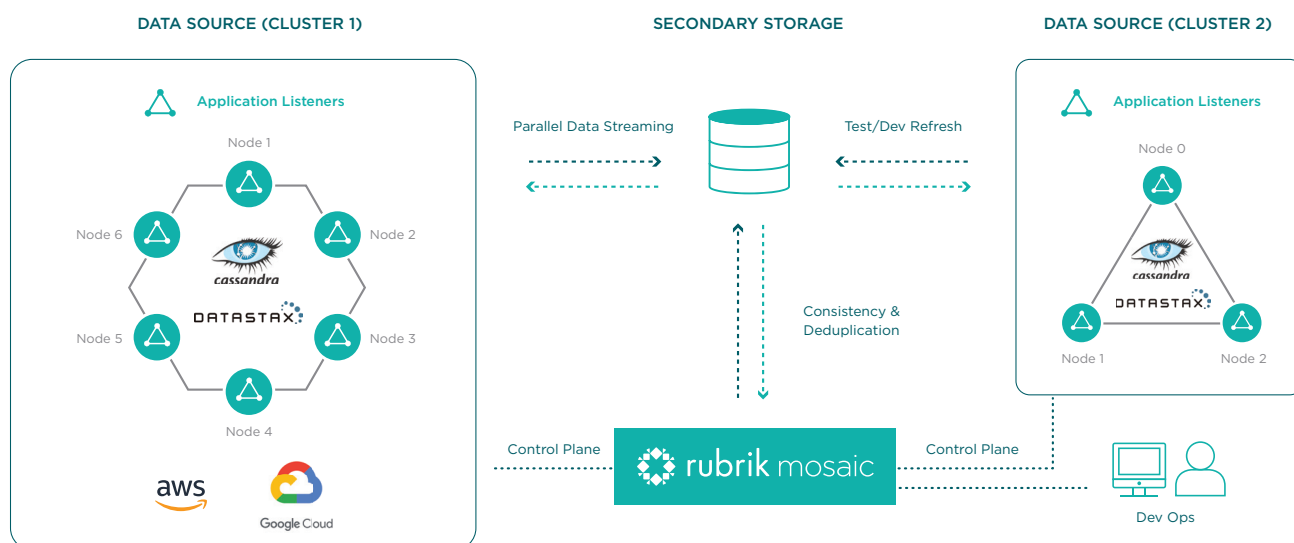 DATA SOURCE (CLUSTER 1)
SECONDARY STORAGE
DATA SOURCE (CLUSTER 2)
Application Listeners
Node 1
Node 6
Node 2
cassandra
DATASTAX
Node 5
Node 3
Node 4
aws
Google Cloud
Parallel Data Streaming
Test/Dev Refresh
Consistency &
Deduplication
Control Plane
rubrik mosaic
Control Plane
Application Listeners
Node 0
cassandra
DATASTAX
Node 1
Node 2
Dev Ops